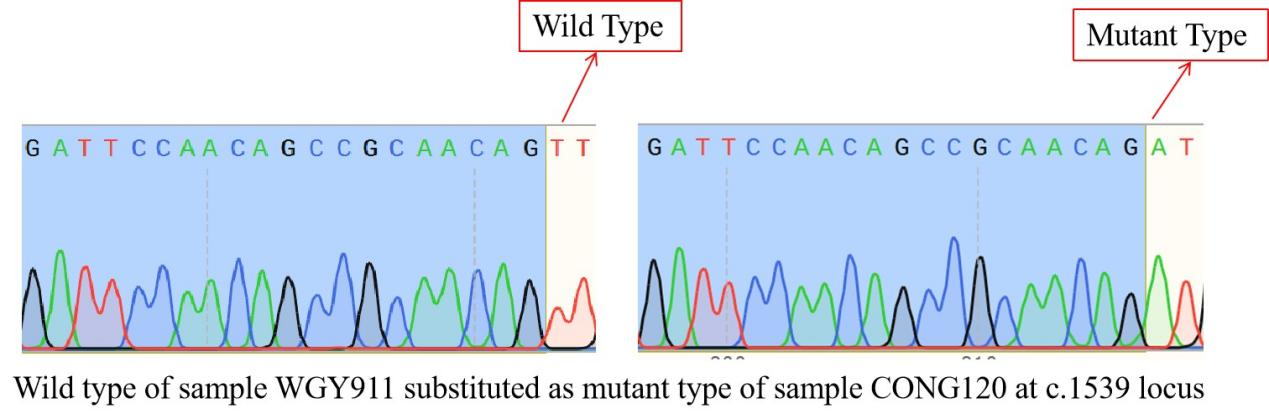 Wild Type
Mutant Type
G A T T C C A A C A G C C G C A A C A G T T
G A T T C C A A C A G C C G C A A C A G A T
Wild type of sample WGY911 substituted as mutant type of sample CONG120 at c.1539 locus